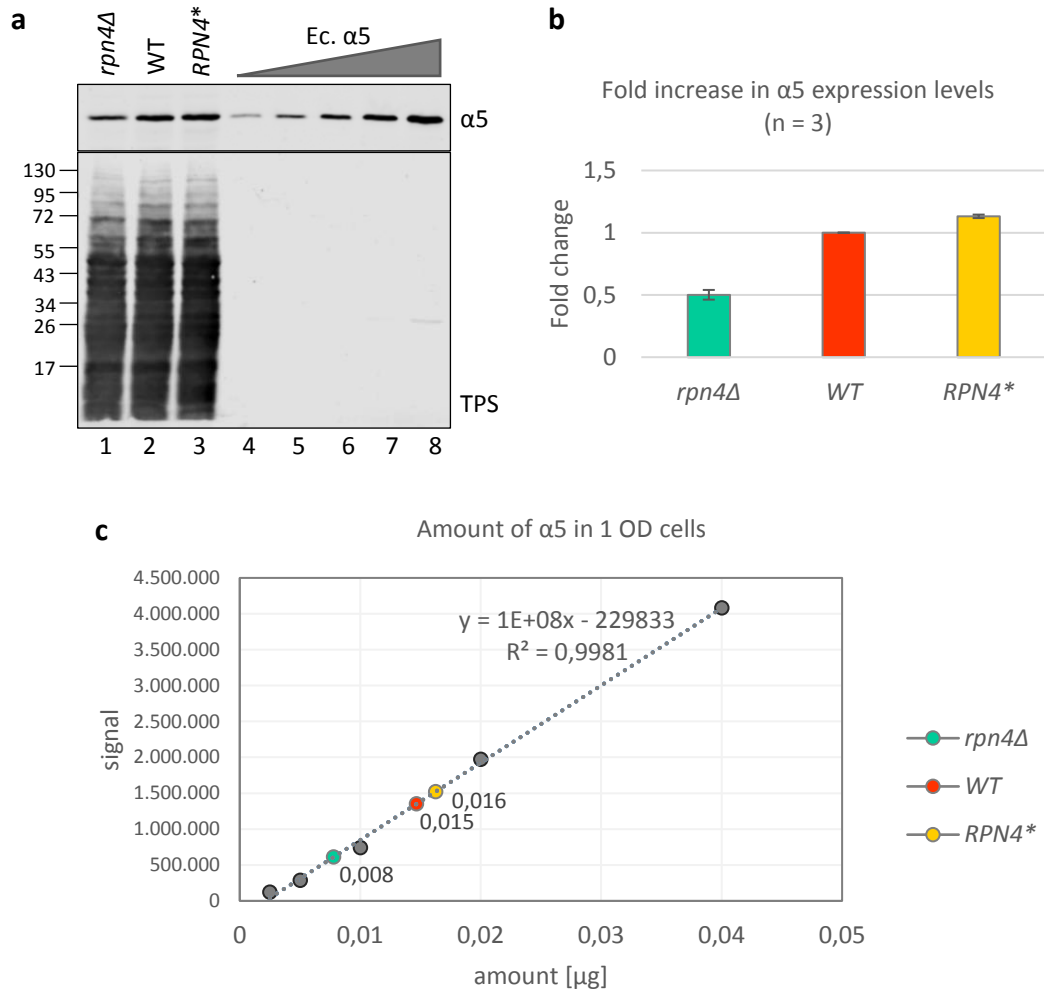 a
rpn4Δ WT RPN4* Ec. α5
α5
130
95
72
55
43
34
26
17
TPS
1 2 3 4 5 6 7 8
b
Fold increase in α5 expression levels
(n = 3)
Fold change
1,5
1
0,5
0
rpn4Δ WT RPN4*
c
Amount of α5 in 1 OD cells
signal
4.500.000
4.000.000
3.500.000
3.000.000
2.500.000
2.000.000
1.500.000
1.000.000
500.000
0
y = 1E+08x - 229833
R² = 0,9981
0,016
0,015
0,008
0 0,01 0,02 0,03 0,04 0,05
amount [μg]
rpn4Δ
WT
RPN4*